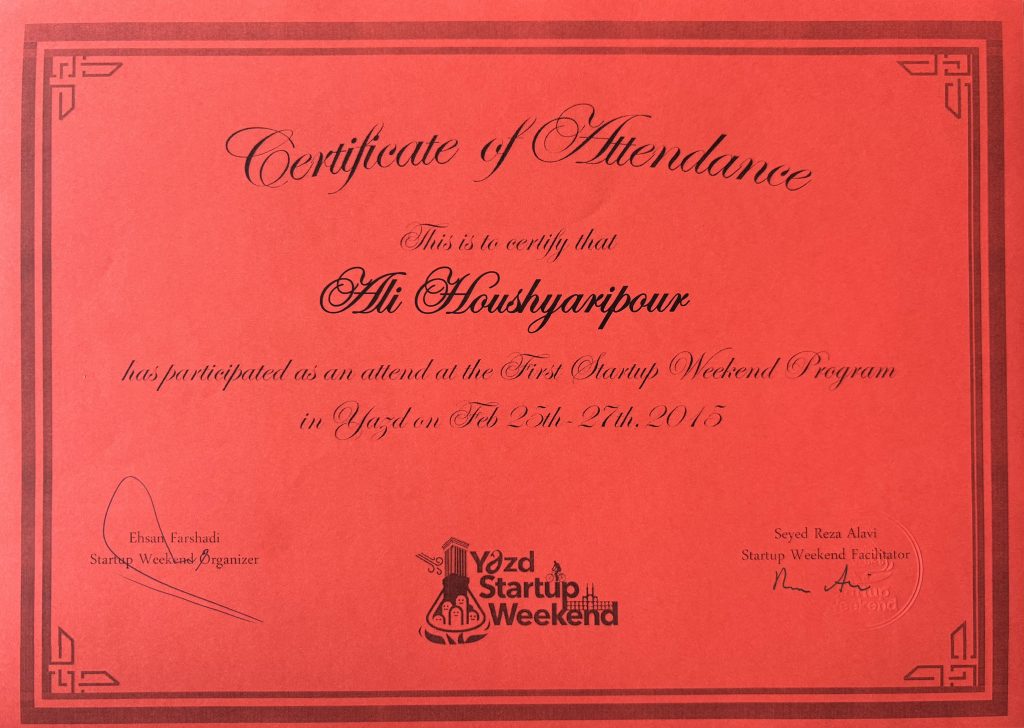 Certificate of Attendance
This is to certify that
Ali Houshyaripour
has participated as an attend at the First Startup Weekend Program
in Yazd on Feb 25th - 27th, 2015
Ehsan Farshadi
Startup Weekend Organizer
Yazd
Startup
Weekend
Seyed Reza Alavi
Startup Weekend Facilitator
Startup
Weekend